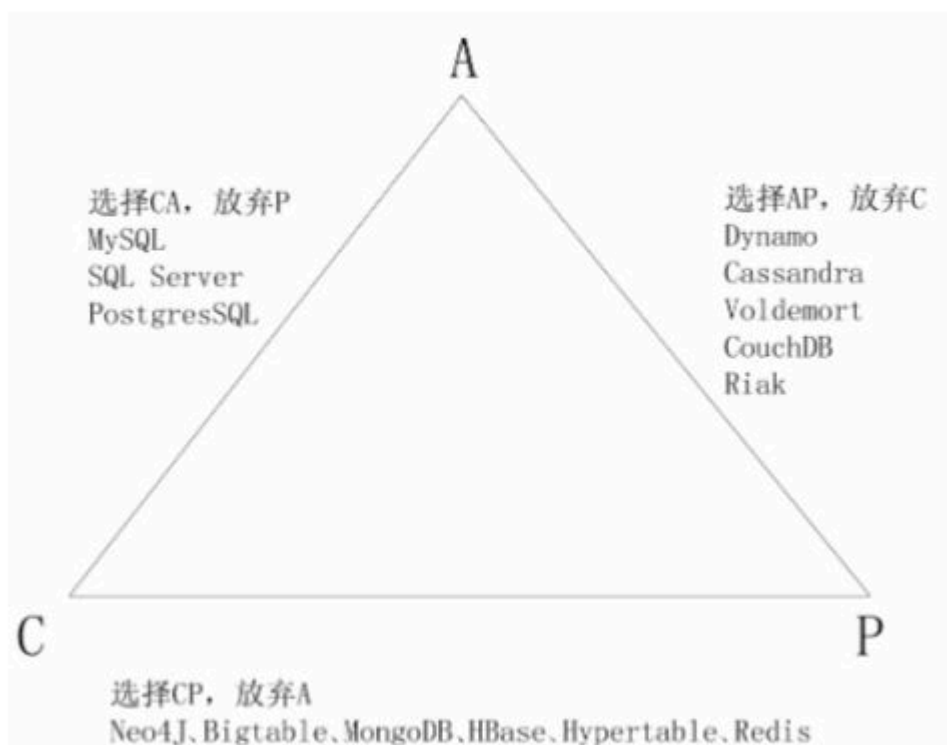 A
选择CA，放弃P
MySQL
SQL Server
PostgresSQL
选择AP，放弃C
Dynamo
Cassandra
Voldemort
CouchDB
Riak
C
P
选择CP，放弃A
Neo4J、Bigtable、MongoDB、HBase、Hypertable、Redis